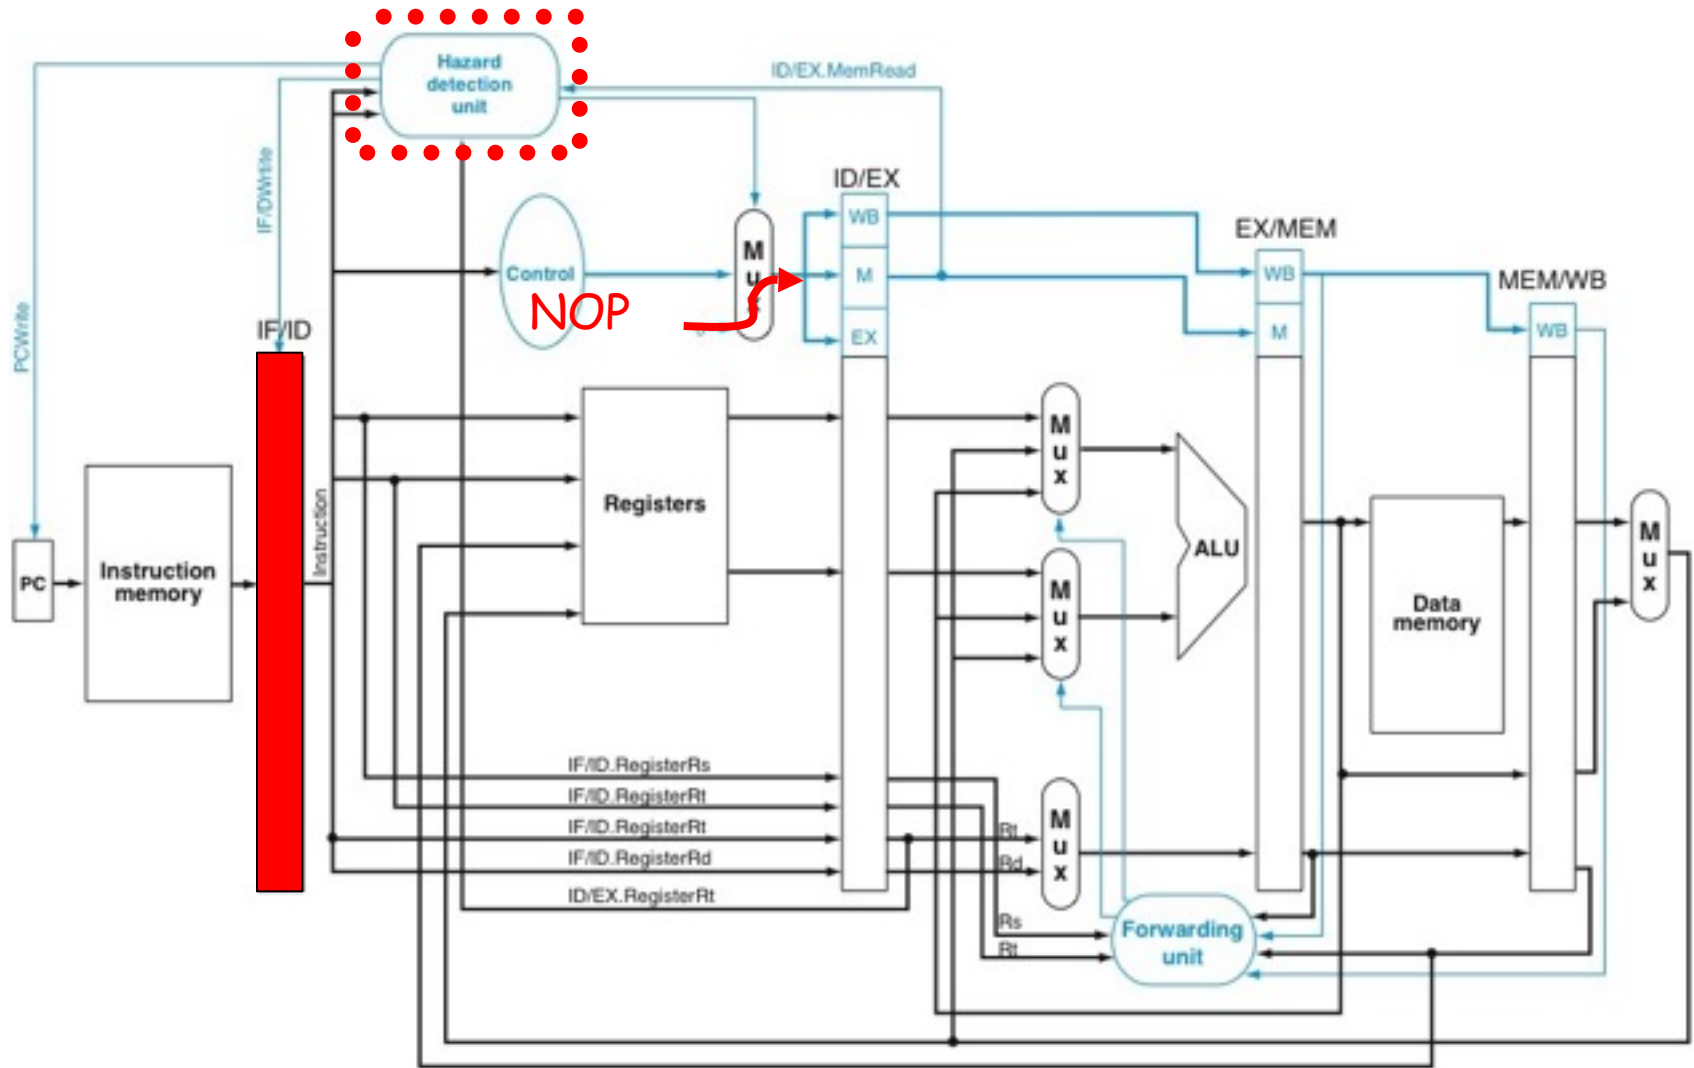 Hazard
detection
unit
ID/EX.MemRead
IF/DWrtite
PCWrite
ID/EX
WB
M
EX
EX/MEM
WB
M
MEM/WB
WB
Control
NOP
M
u
x
0
IF/ID
Instruction
PC
Instruction
memory
Registers
M
u
x
M
u
x
ALU
Data
memory
M
u
x
IF/ID.RegisterRs
IF/ID.RegisterRt
IF/ID.RegisterRt
IF/ID.RegisterRd
ID/EX.RegisterRt
Rt
Rd
M
u
x
Rs
Rt
Forwarding
unit